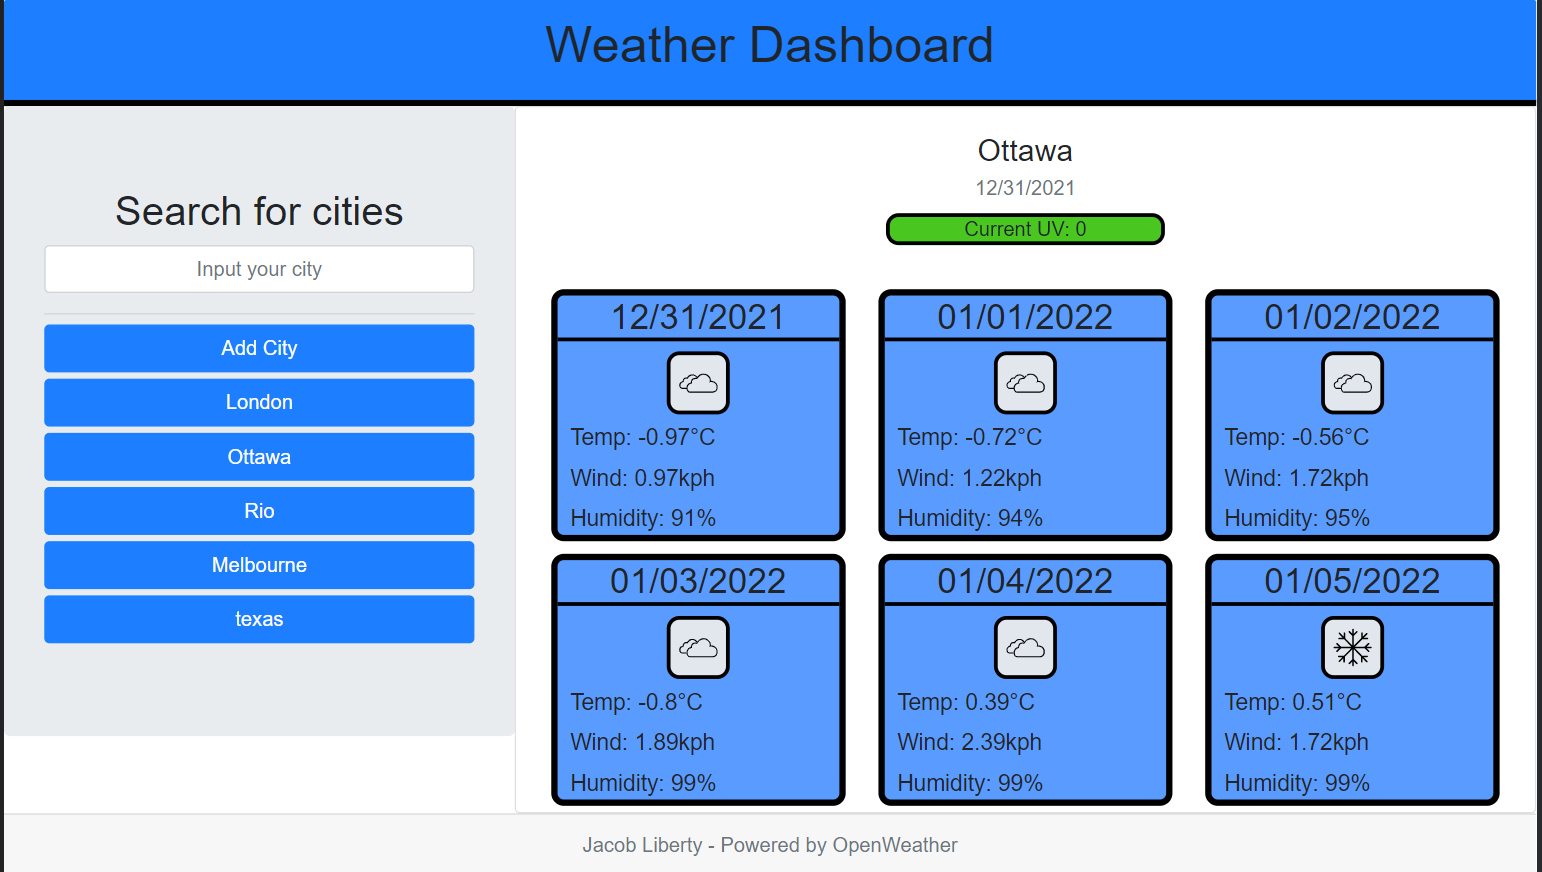 Weather Dashboard
Search for cities
Input your city
Add City
London
Ottawa
Rio
Melbourne
texas
Ottawa
12/31/2021
Current UV: 0
12/31/2021
Temp: -0.97°C
Wind: 0.97kph
Humidity: 91%
01/01/2022
Temp: -0.72°C
Wind: 1.22kph
Humidity: 94%
01/02/2022
Temp: -0.56°C
Wind: 1.72kph
Humidity: 95%
01/03/2022
Temp: -0.8°C
Wind: 1.89kph
Humidity: 99%
01/04/2022
Temp: 0.39°C
Wind: 2.39kph
Humidity: 99%
01/05/2022
Temp: 0.51°C
Wind: 1.72kph
Humidity: 99%
Jacob Liberty - Powered by OpenWeather